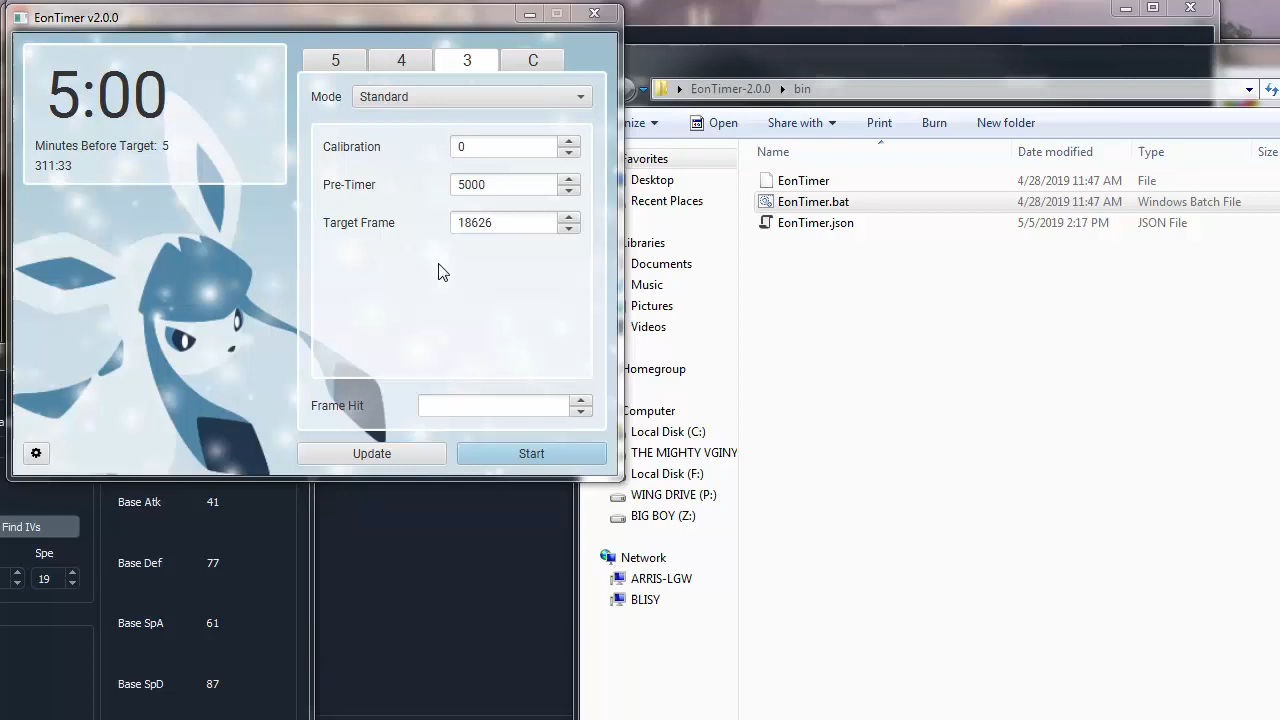 EonTimer v2.0.0
5:00
Minutes Before Target: 5
311:33
5
4
3
C
Mode
Standard
Calibration
0
Pre-Timer
5000
Target Frame
18626
Frame Hit
Update
Start
EonTimer-2.0.0
bin
nize
Open
Share with
Print
Burn
New folder
Name
Date modified
Type
Size
EonTimer
4/28/2019 11:47 AM
File
EonTimer.bat
4/28/2019 11:47 AM
Windows Batch File
EonTimer.json
5/5/2019 2:17 PM
JSON File
avorites
Desktop
Recent Places
ibraries
Documents
Music
Pictures
Videos
Homegroup
Computer
Local Disk (C:)
THE MIGHTY VGINY
Local Disk (F:)
WING DRIVE (P:)
BIG BOY (Z:)
Network
ARRIS-LGW
BLISY
Find IVs
Spe
19
Base Atk
41
Base Def
77
Base SpA
61
Base SpD
87